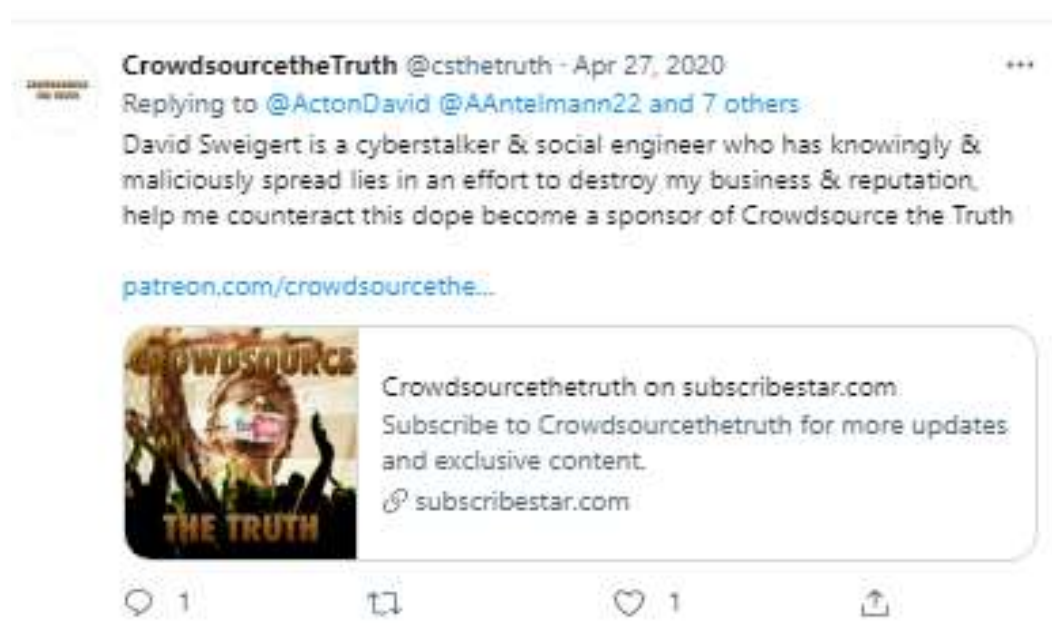 CrowdsourcetheTruth @csthetruth · Apr 27, 2020
Replying to @ActonDavid @AAntelmann22 and 7 others
David Sweigert is a cyberstalker & social engineer who has knowingly &
maliciously spread lies in an effort to destroy my business & reputation,
help me counteract this dope become a sponsor of Crowdsource the Truth
patreon.com/crowdsourcethe...
CROWDSOURCE
THE TRUTH
Crowdsourcethetruth on subscribestar.com
Subscribe to Crowdsourcethetruth for more updates
and exclusive content.
subscribestar.com
1 1